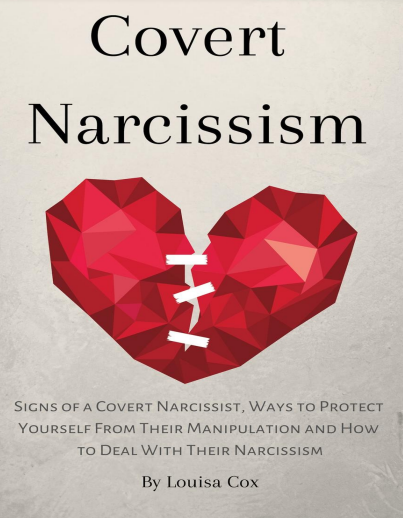 Covert
Narcissism
Signs of a Covert Narcissist, Ways to Protect
Yourself From Their Manipulation and How
to Deal With Their Narcissism
By Louisa Cox